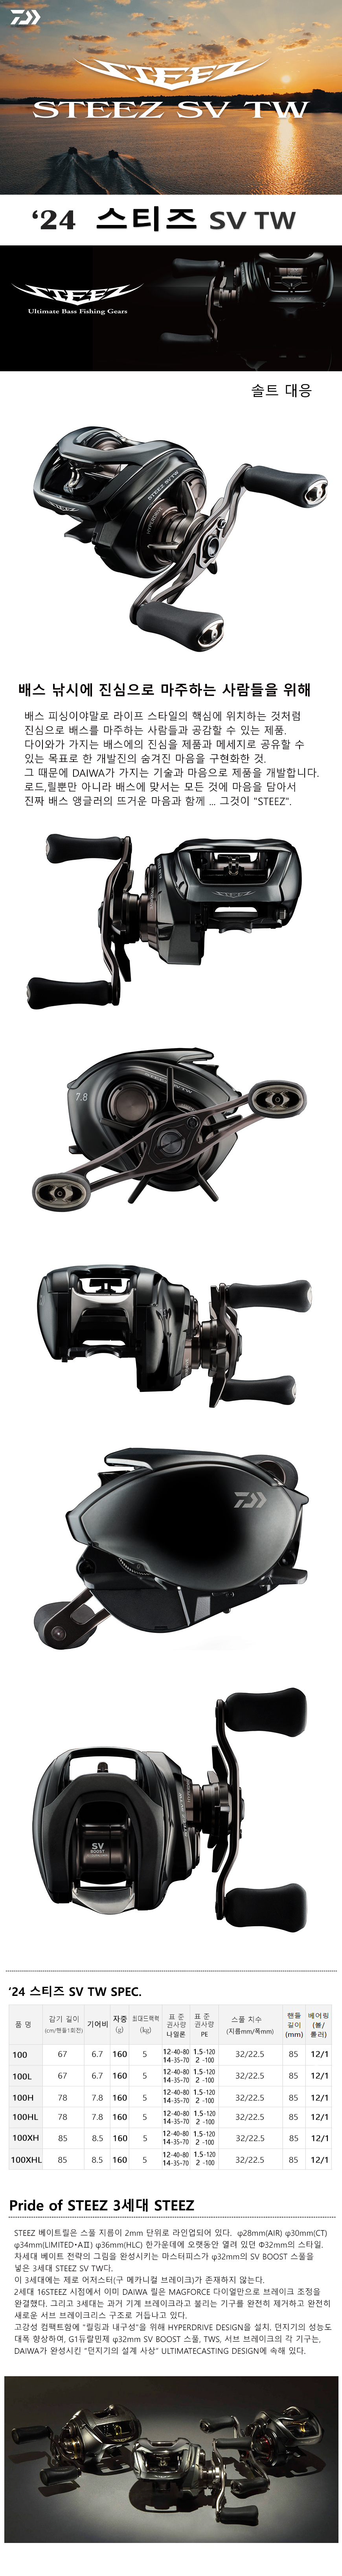 STEEZ
STEEZ SV TW
‘24 스티즈 SV TW
STEEZ
Ultimate Bass Fishing Gears
솔트 대응
STEEZ SV TW
HYPERDRIVE
배스 낚시에 진심으로 마주하는 사람들을 위해
배스 피싱이야말로 라이프 스타일의 핵심에 위치하는 것처럼
진심으로 배스를 마주하는 사람들과 공감할 수 있는 제품.
다이와가 가지는 배스에의 진심을 제품과 메세지로 공유할 수
있는 목표로 한 개발진의 숨겨진 마음을 구현화한 것.
그 때문에 DAIWA가 가지는 기술과 마음으로 제품을 개발합니다.
로드,릴뿐만 아니라 배스에 맞서는 모든 것에 마음을 담아서
진짜 배스 앵글러의 뜨거운 마음과 함께 ... 그것이 "STEEZ".
STEEZ
7.8
STEEZ SV TW
SV
BOOST
‘24 스티즈 SV TW SPEC.
품 명 감기 길이 (cm/핸들1회전) 기어비 자중 (g) 최대드랙력 (kg) 표 준 권사량 나일론 표 준 권사량 PE 스풀 치수 (지름mm/폭mm) 핸들 길이 (mm) 베어링 (볼/롤러)
100 67 6.7 160 5 12-40-80 14-35-70 1.5-120 2 -100 32/22.5 85 12/1
100L 67 6.7 160 5 12-40-80 14-35-70 1.5-120 2 -100 32/22.5 85 12/1
100H 78 7.8 160 5 12-40-80 14-35-70 1.5-120 2 -100 32/22.5 85 12/1
100HL 78 7.8 160 5 12-40-80 14-35-70 1.5-120 2 -100 32/22.5 85 12/1
100XH 85 8.5 160 5 12-40-80 14-35-70 1.5-120 2 -100 32/22.5 85 12/1
100XHL 85 8.5 160 5 12-40-80 14-35-70 1.5-120 2 -100 32/22.5 85 12/1
Pride of STEEZ 3세대 STEEZ
STEEZ 베이트릴은 스풀 지름이 2mm 단위로 라인업되어 있다. φ28mm(AIR) φ30mm(CT)
φ34mm(LIMITED•AⅡ) φ36mm(HLC) 한가운데에 오랫동안 열려 있던 Φ32mm의 스타일.
차세대 베이트 전략의 그림을 완성시키는 마스터피스가 φ32mm의 SV BOOST 스풀을
넣은 3세대 STEEZ SV TW다.
이 3세대에는 제로 어저스터(구 메카니컬 브레이크)가 존재하지 않는다.
2세대 16STEEZ 시점에서 이미 DAIWA 릴은 MAGFORCE 다이얼만으로 브레이크 조정을
완결했다, 그리고 3세대는 과거 기계 브레이크라고 불리는 기구를 완전히 제거하고 완전히
새로운 서브 브레이크리스 구조로 거듭나고 있다.
고강성 컴팩트함에 "릴링과 내구성"을 위해 HYPERDRIVE DESIGN을 설치, 던지기의 성능도
대폭 향상하며, G1듀랄민제 φ32mm SV BOOST 스풀, TWS, 서브 브레이크의 각 기구는,
DAIWA가 완성시킨 "던지기의 설계 사상" ULTIMATECASTING DESIGN에 속해 있다.